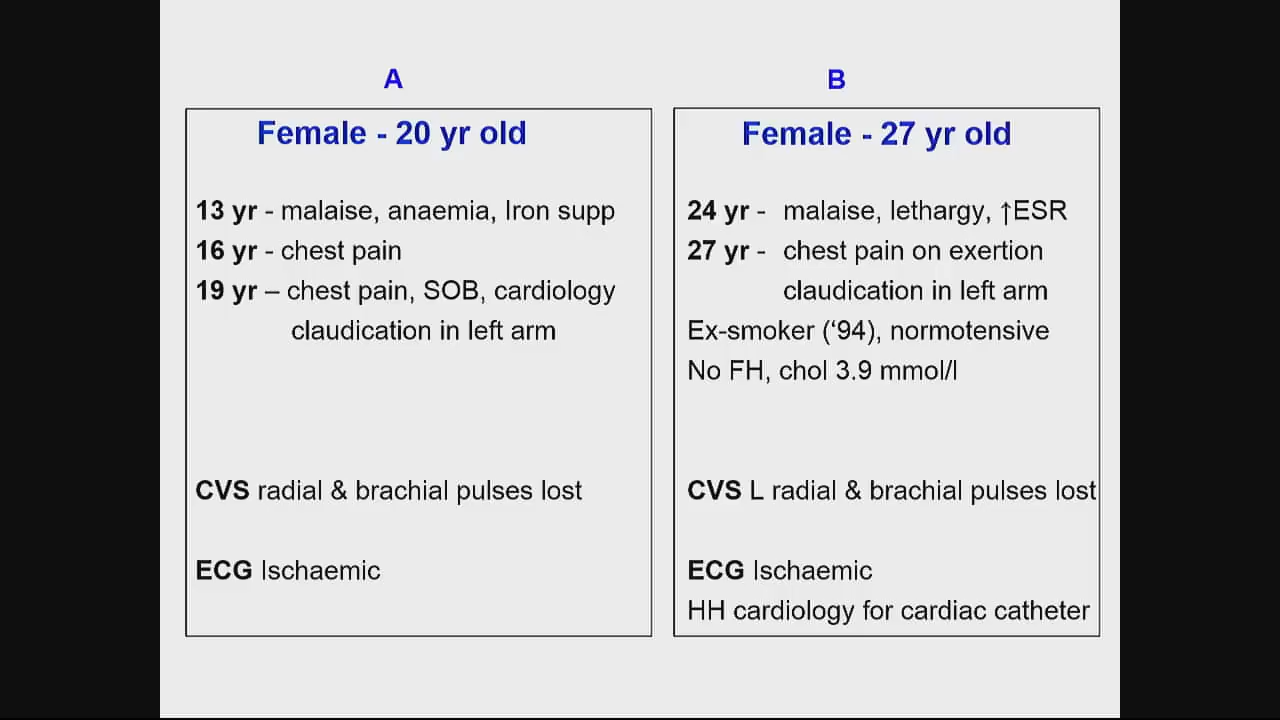 A
Female - 20 yr old
13 yr - malaise, anaemia, Iron supp
16 yr - chest pain
19 yr – chest pain, SOB, cardiology
claudication in left arm
CVS radial & brachial pulses lost
ECG Ischaemic
B
Female - 27 yr old
24 yr - malaise, lethargy, ↑ESR
27 yr - chest pain on exertion
claudication in left arm
Ex-smoker (‘94), normotensive
No FH, chol 3.9 mmol/l
CVS L radial & brachial pulses lost
ECG Ischaemic
HH cardiology for cardiac catheter